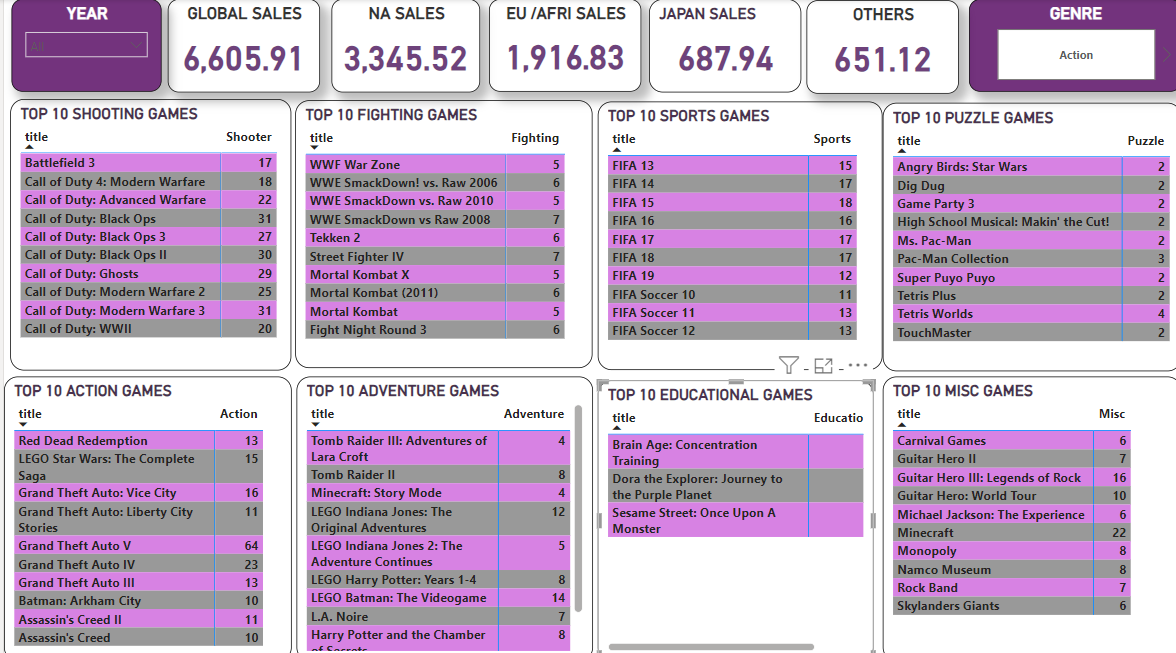 YEAR
All
GLOBAL SALES
6,605.91
NA SALES
3,345.52
EU /AFRI SALES
1,916.83
JAPAN SALES
687.94
OTHERS
651.12
GENRE
Action
TOP 10 SHOOTING GAMES
title Shooter
Battlefield 3 17
Call of Duty 4: Modern Warfare 18
Call of Duty: Advanced Warfare 22
Call of Duty: Black Ops 31
Call of Duty: Black Ops 3 27
Call of Duty: Black Ops II 30
Call of Duty: Ghosts 29
Call of Duty: Modern Warfare 2 25
Call of Duty: Modern Warfare 3 31
Call of Duty: WWII 20
TOP 10 FIGHTING GAMES
title Fighting
WWF War Zone 5
WWE SmackDown! vs. Raw 2006 6
WWE SmackDown vs. Raw 2010 5
WWE SmackDown vs Raw 2008 7
Tekken 2 6
Street Fighter IV 7
Mortal Kombat X 5
Mortal Kombat (2011) 6
Mortal Kombat 5
Fight Night Round 3 6
TOP 10 SPORTS GAMES
title Sports
FIFA 13 15
FIFA 14 17
FIFA 15 18
FIFA 16 16
FIFA 17 17
FIFA 18 17
FIFA 19 12
FIFA Soccer 10 11
FIFA Soccer 11 13
FIFA Soccer 12 13
TOP 10 PUZZLE GAMES
title Puzzle
Angry Birds: Star Wars 2
Dig Dug 2
Game Party 3 2
High School Musical: Makin' the Cut! 2
Ms. Pac-Man 2
Pac-Man Collection 3
Super Puyo Puyo 2
Tetris Plus 2
Tetris Worlds 4
TouchMaster 2
TOP 10 ACTION GAMES
title Action
Red Dead Redemption 13
LEGO Star Wars: The Complete 15
Saga
Grand Theft Auto: Vice City 16
Grand Theft Auto: Liberty City 11
Stories
Grand Theft Auto V 64
Grand Theft Auto IV 23
Grand Theft Auto III 13
Batman: Arkham City 10
Assassin's Creed II 11
Assassin's Creed 10
TOP 10 ADVENTURE GAMES
title Adventure
Tomb Raider III: Adventures of 4
Lara Croft
Tomb Raider II 8
Minecraft: Story Mode 4
LEGO Indiana Jones: The 12
Original Adventures
LEGO Indiana Jones 2: The 5
Adventure Continues
LEGO Harry Potter: Years 1-4 8
LEGO Batman: The Videogame 14
L.A. Noire 7
Harry Potter and the Chamber 8
of Secrets
TOP 10 EDUCATIONAL GAMES
title Educatio
Brain Age: Concentration
Training
Dora the Explorer: Journey to
the Purple Planet
Sesame Street: Once Upon A
Monster
TOP 10 MISC GAMES
title Misc
Carnival Games 6
Guitar Hero II 7
Guitar Hero III: Legends of Rock 16
Guitar Hero: World Tour 10
Michael Jackson: The Experience 6
Minecraft 22
Monopoly 8
Namco Museum 8
Rock Band 7
Skylanders Giants 6